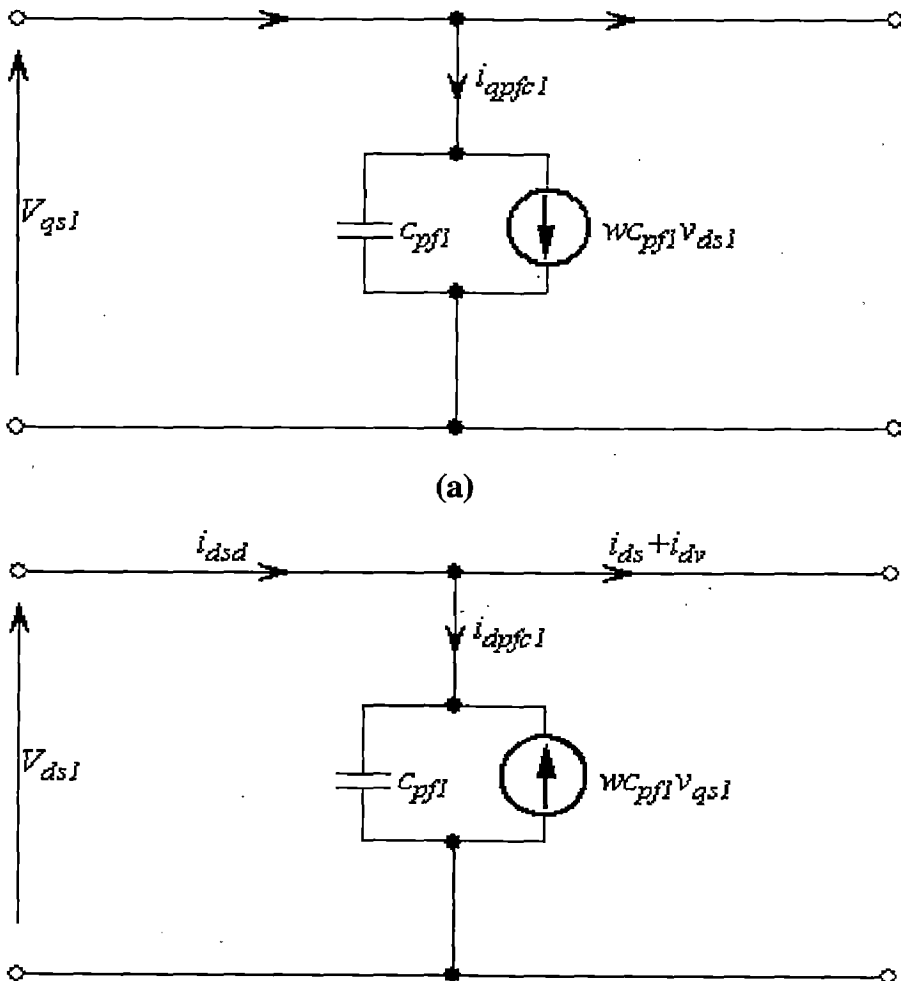 i_qpfc1
V_qs1
c_pf1
wc_pf1 v_ds1
(a)
i_dsd
i_ds+i_dv
i_dpfc1
V_ds1
c_pf1
wc_pf1 v_qs1